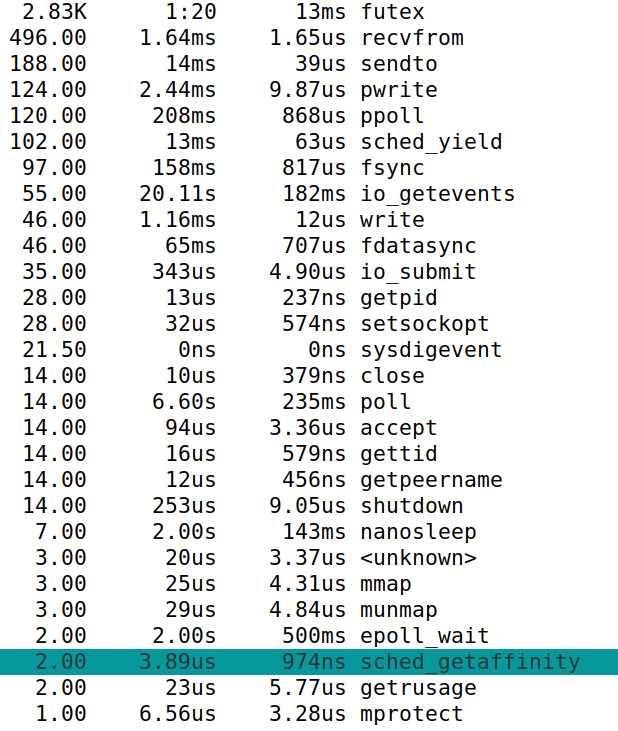 2.83K 1:20 13ms futex
496.00 1.64ms 1.65us recvfrom
188.00 14ms 39us sendto
124.00 2.44ms 9.87us pwrite
120.00 208ms 868us ppoll
102.00 13ms 63us sched_yield
97.00 158ms 817us fsync
55.00 20.11s 182ms io_getevents
46.00 1.16ms 12us write
46.00 65ms 707us fdatasync
35.00 343us 4.90us io_submit
28.00 13us 237ns getpid
28.00 32us 574ns setsockopt
21.50 0ns 0ns sysdigevent
14.00 10us 379ns close
14.00 6.60s 235ms poll
14.00 94us 3.36us accept
14.00 16us 579ns gettid
14.00 12us 456ns getpeername
14.00 253us 9.05us shutdown
7.00 2.00s 143ms nanosleep
3.00 20us 3.37us <unknown>
3.00 25us 4.31us mmap
3.00 29us 4.84us munmap
2.00 2.00s 500ms epoll_wait
2.00 3.89us 974ns sched_getaffinity
2.00 23us 5.77us getrusage
1.00 6.56us 3.28us mprotect